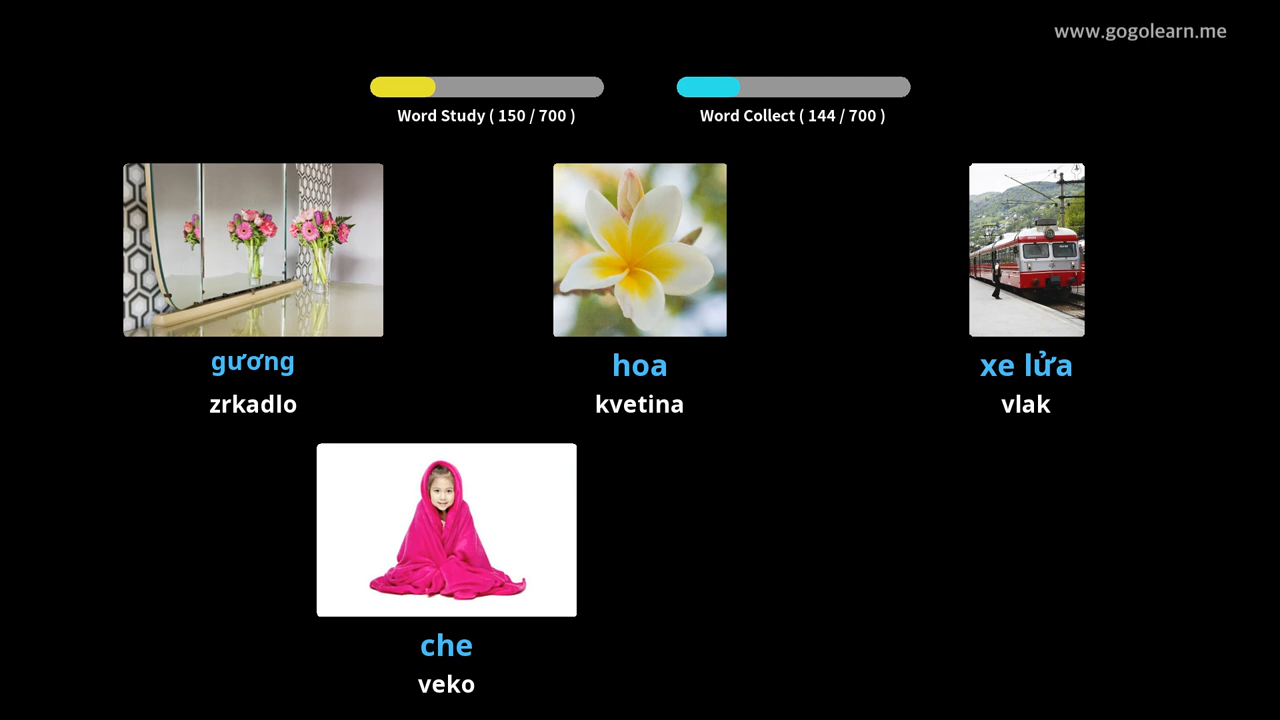 www.gogolearn.me
Word Study ( 150 / 700 )
Word Collect ( 144 / 700 )
gương
hoa
xe lửa
zrkadlo
kvetina
vlak
che
veko